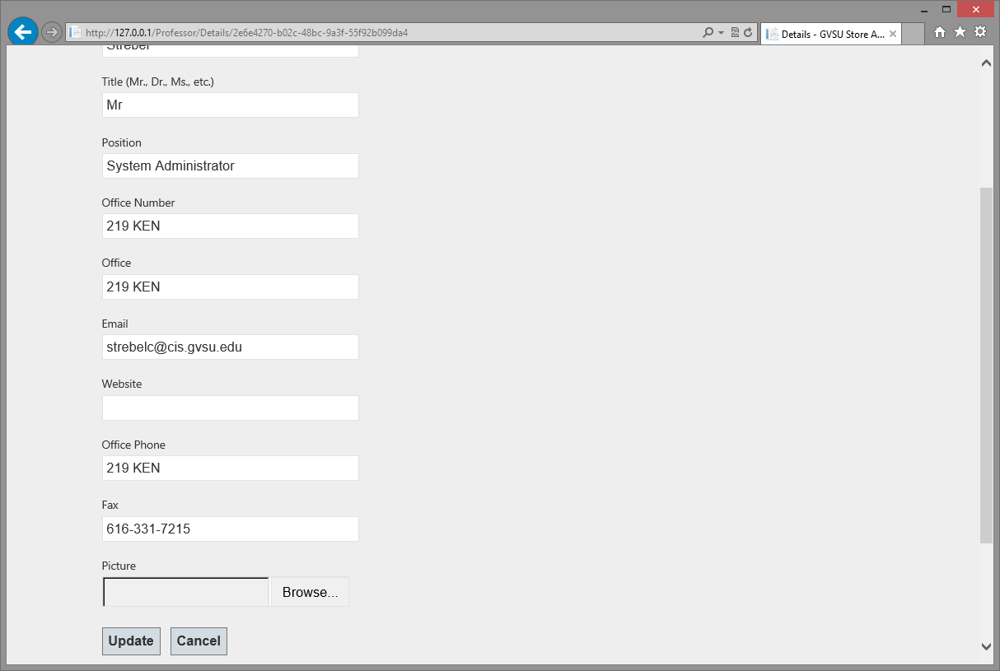 http://127.0.0.1/Professor/Details/2e6e4270-b02c-48bc-9a3f-55f92b099da4
Details - GVSU Store A...
Strebel
Title (Mr., Dr., Ms., etc.)
Mr
Position
System Administrator
Office Number
219 KEN
Office
219 KEN
Email
strebelc@cis.gvsu.edu
Website
Office Phone
219 KEN
Fax
616-331-7215
Picture
Browse...
Update Cancel